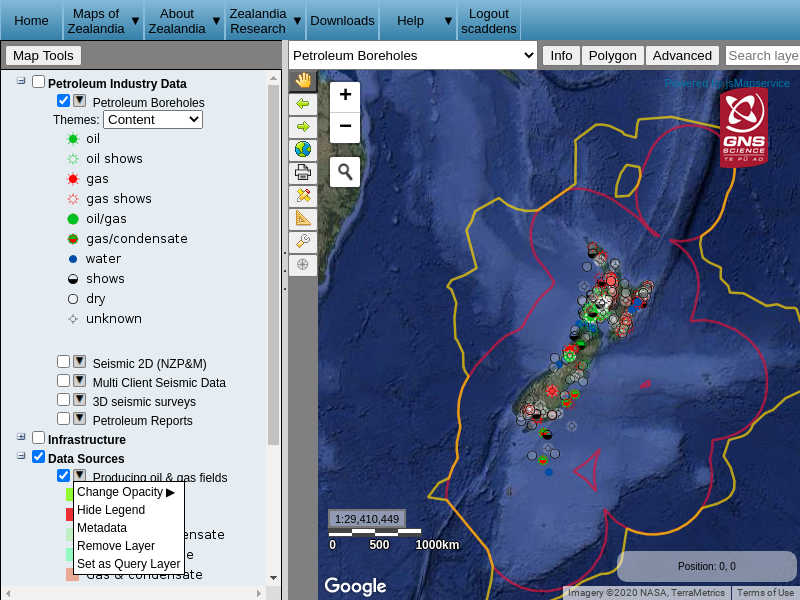 Home
Maps of Zealandia ▼
About Zealandia ▼
Zealandia Research ▼
Downloads
Help ▼
Logout scaddens
Map Tools
Petroleum Boreholes
Info
Polygon
Advanced
Search laye
Petroleum Industry Data
Petroleum Boreholes
Themes: Content
oil
oil shows
gas
gas shows
oil/gas
gas/condensate
water
shows
dry
unknown
Seismic 2D (NZP&M)
Multi Client Seismic Data
3D seismic surveys
Petroleum Reports
Infrastructure
Data Sources
Producing oil & gas fields
Change Opacity ▶
Hide Legend
Metadata
Remove Layer
Set as Query Layer
Gas & condensate
Powered by jsMapservice
GNS
SCIENCE
TE PŪ AO
+
−
1:29,410,449
0 500 1000km
Google
Position: 0, 0
Imagery ©2020 NASA, TerraMetrics
Terms of Use